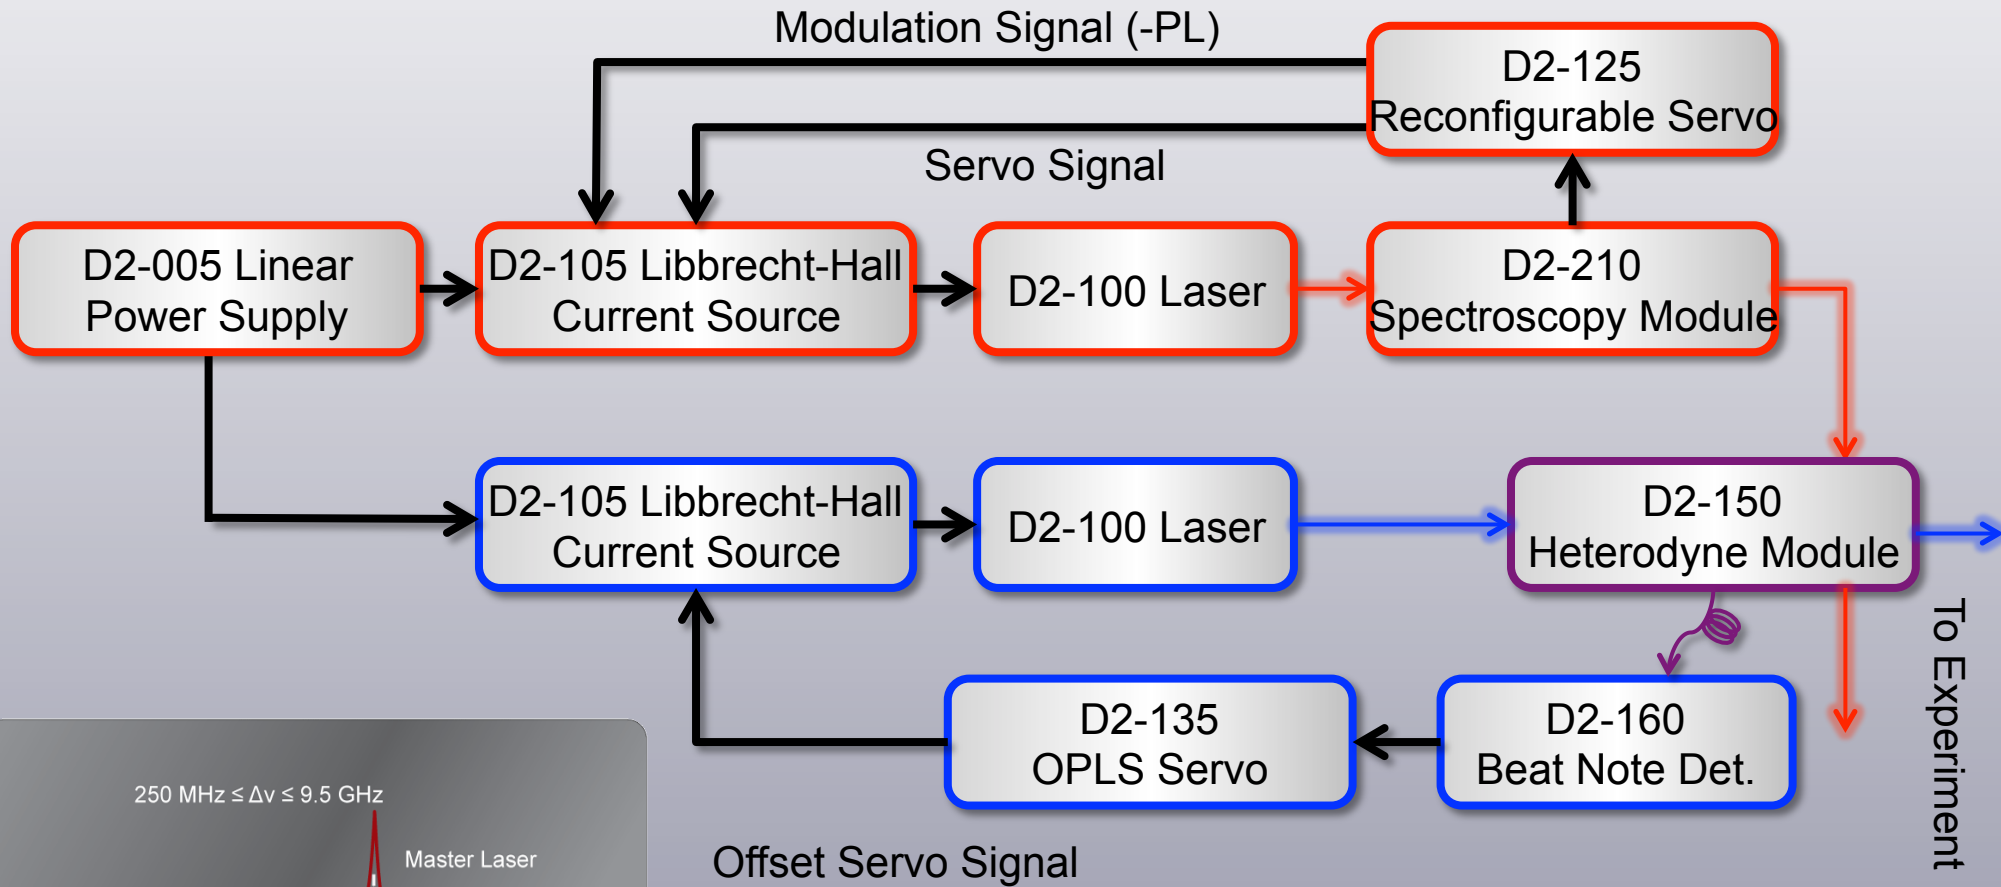 Modulation Signal (-PL)
D2-125
Reconfigurable Servo
Servo Signal
D2-005 Linear
Power Supply
D2-105 Libbrecht-Hall
Current Source
D2-100 Laser
D2-210
Spectroscopy Module
D2-105 Libbrecht-Hall
Current Source
D2-100 Laser
D2-150
Heterodyne Module
To Experiment
D2-135
OPLS Servo
D2-160
Beat Note Det.
250 MHz ≤ Δν ≤ 9.5 GHz
Master Laser
Offset Servo Signal